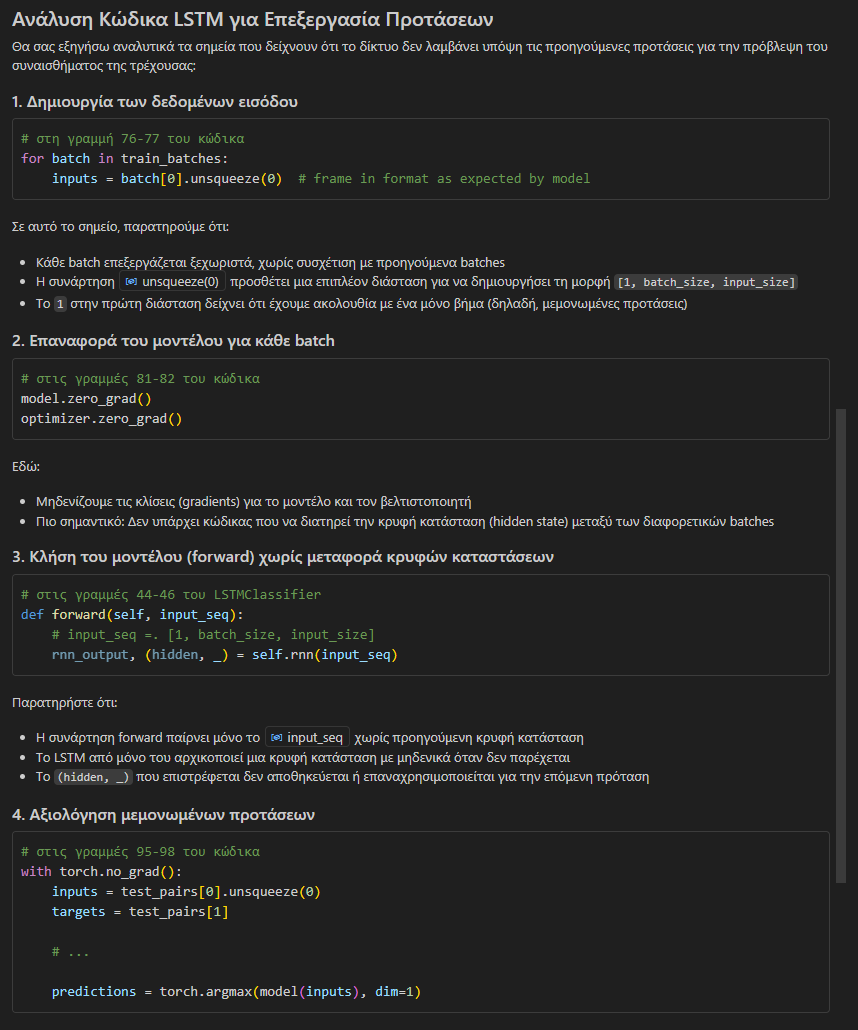 Ανάλυση Κώδικα LSTM για Επεξεργασία Προτάσεων
Θα σας εξηγήσω αναλυτικά τα σημεία που δείχνουν ότι το δίκτυο δεν λαμβάνει υπόψη τις προηγούμενες προτάσεις για την πρόβλεψη του
συναισθήματος της τρέχουσας:
1. Δημιουργία των δεδομένων εισόδου
# στη γραμμή 76-77 του κώδικα
for batch in train_batches:
    inputs = batch[0].unsqueeze(0)  # frame in format as expected by model
Σε αυτό το σημείο, παρατηρούμε ότι:
• Κάθε batch επεξεργάζεται ξεχωριστά, χωρίς συσχέτιση με προηγούμενα batches
• Η συνάρτηση unsqueeze(0) προσθέτει μια επιπλέον διάσταση για να δημιουργήσει τη μορφή [1, batch_size, input_size]
• Το 1 στην πρώτη διάσταση δείχνει ότι έχουμε ακολουθία με ένα μόνο βήμα (δηλαδή, μεμονωμένες προτάσεις)
2. Επαναφορά του μοντέλου για κάθε batch
# στις γραμμές 81-82 του κώδικα
model.zero_grad()
optimizer.zero_grad()
Εδώ:
• Μηδενίζουμε τις κλίσεις (gradients) για το μοντέλο και τον βελτιστοποιητή
• Πιο σημαντικό: Δεν υπάρχει κώδικας που να διατηρεί την κρυφή κατάσταση (hidden state) μεταξύ των διαφορετικών batches
3. Κλήση του μοντέλου (forward) χωρίς μεταφορά κρυφών καταστάσεων
# στις γραμμές 44-46 του LSTMClassifier
def forward(self, input_seq):
    # input_seq =. [1, batch_size, input_size]
    rnn_output, (hidden, _) = self.rnn(input_seq)
Παρατηρήστε ότι:
• Η συνάρτηση forward παίρνει μόνο το input_seq χωρίς προηγούμενη κρυφή κατάσταση
• Το LSTM από μόνο του αρχικοποιεί μια κρυφή κατάσταση με μηδενικά όταν δεν παρέχεται
• Το (hidden, _) που επιστρέφεται δεν αποθηκεύεται ή επαναχρησιμοποιείται για την επόμενη πρόταση
4. Αξιολόγηση μεμονωμένων προτάσεων
# στις γραμμές 95-98 του κώδικα
with torch.no_grad():
    inputs = test_pairs[0].unsqueeze(0)
    targets = test_pairs[1]
    # ...
    predictions = torch.argmax(model(inputs), dim=1)